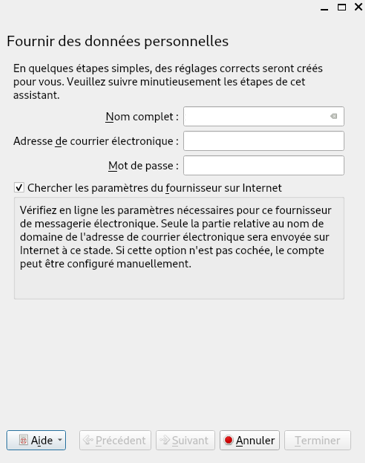 Fournir des données personnelles
En quelques étapes simples, des réglages corrects seront créés
pour vous. Veuillez suivre minutieusement les étapes de cet
assistant.
Nom complet :
Adresse de courrier électronique :
Mot de passe :
Chercher les paramètres du fournisseur sur Internet
Vérifiez en ligne les paramètres nécessaires pour ce fournisseur
de messagerie électronique. Seule la partie relative au nom de
domaine de l'adresse de courrier électronique sera envoyée sur
Internet à ce stade. Si cette option n'est pas cochée, le compte
peut être configuré manuellement.
Aide Précédent Suivant Annuler Terminer